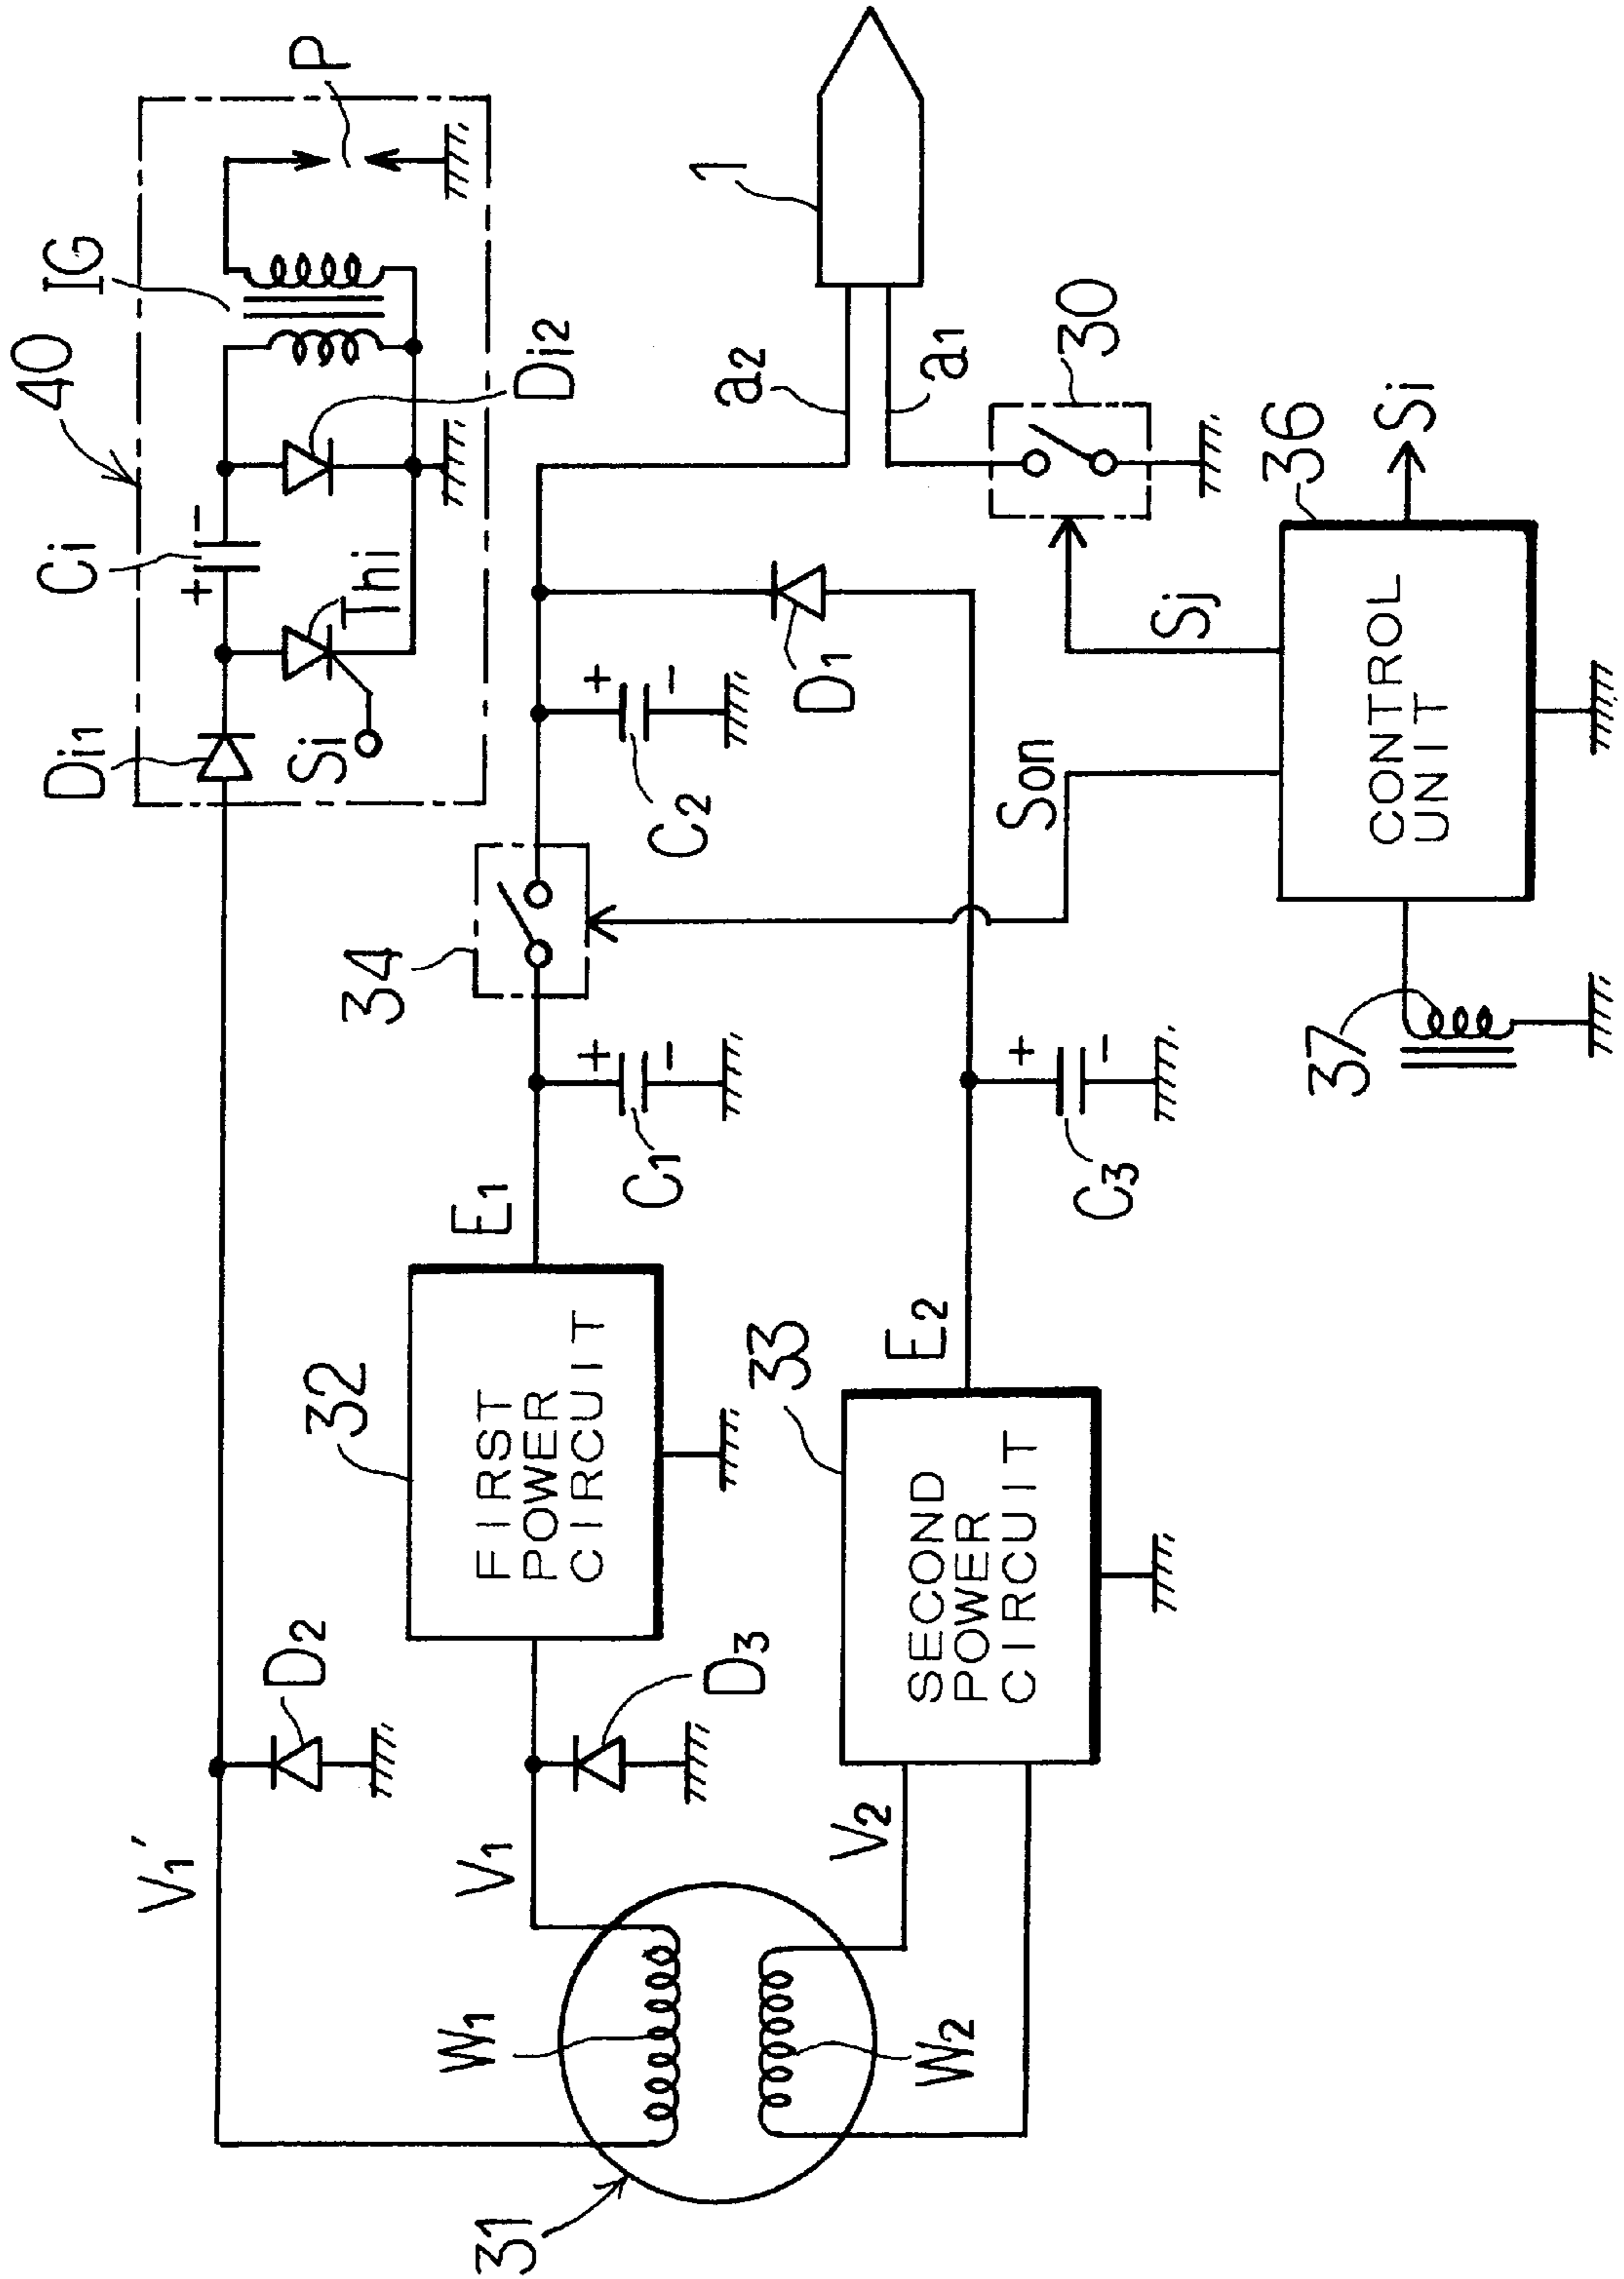 40
Di1
Ci
+
-
IG
P
Thi
Si
Di2
V1'
D2
32
FIRST
POWER
CIRCUIT
E1
34
C1
+
-
C2
+
-
a2
a1
1
V1
D3
W1
31
W2
V2
33
SECOND
POWER
CIRCUIT
E2
C3
+
-
D1
Son
Sj
30
36
CONTROL
UNIT
Si
37